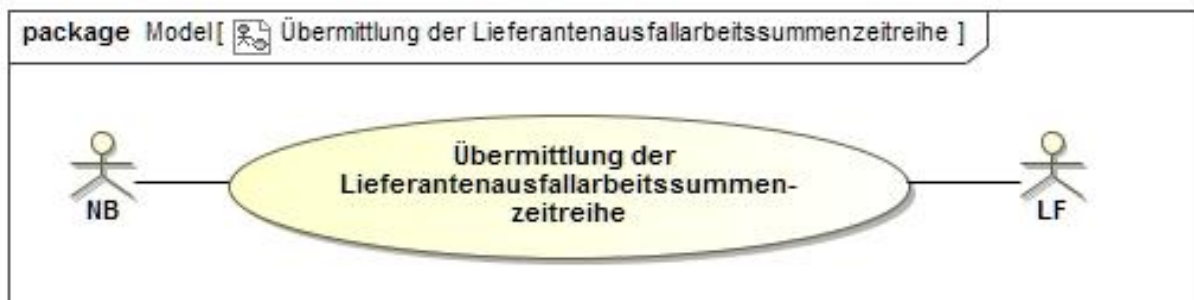 package Model[ Übermittlung der Lieferantenausfallarbeitssummenzeitreihe ]
Übermittlung der
Lieferantenausfallarbeitssummen-
zeitreihe
NB
LF